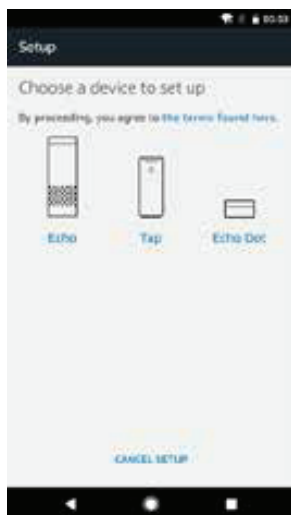 Setup
Choose a device to set up
By proceeding, you agree to the terms found here.
Echo
Tap
Echo Dot
CANCEL SETUP